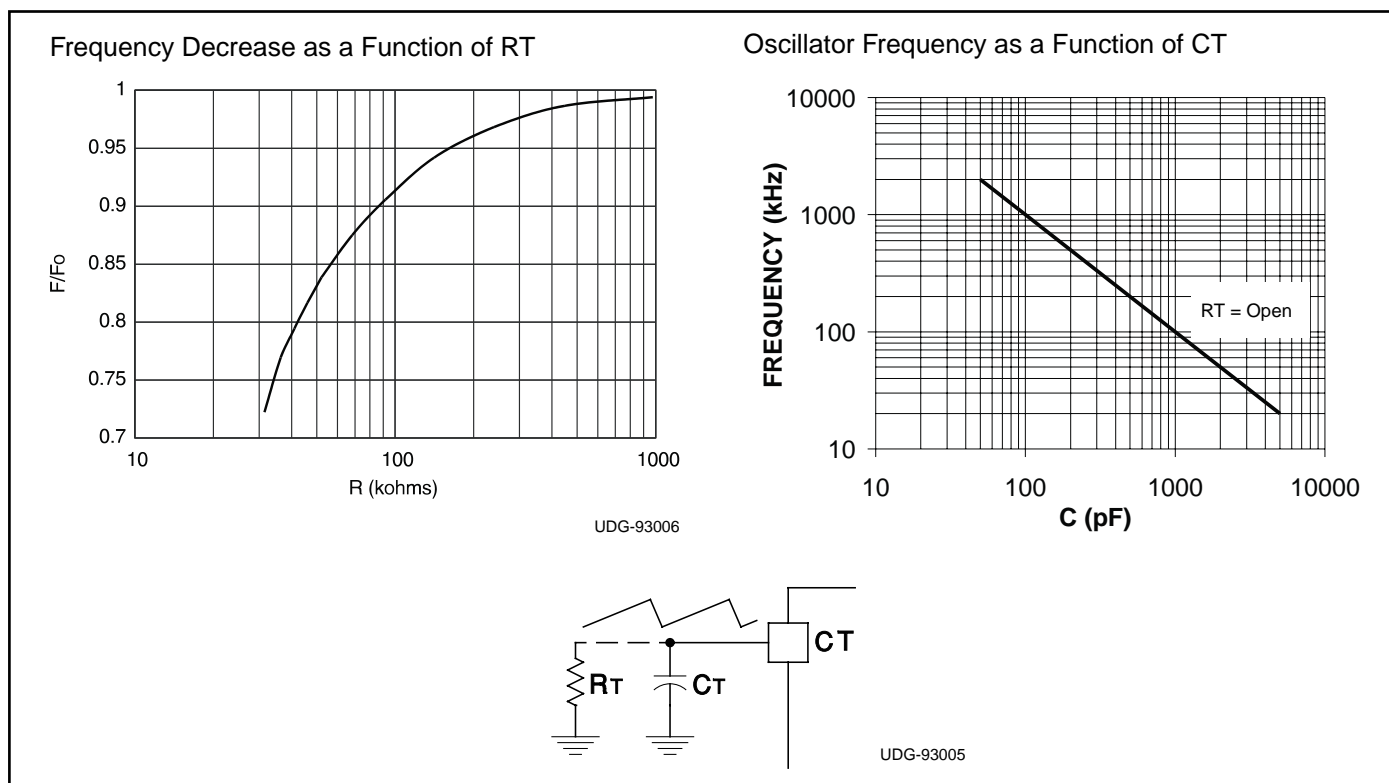 Frequency Decrease as a Function of RT
1
0.95
0.9
0.85
0.8
0.75
0.7
F/Fo
10 100 1000
R (kohms)
UDG-93006
Oscillator Frequency as a Function of CT
10000
1000
100
10
FREQUENCY (kHz)
RT = Open
10 100 1000 10000
C (pF)
CT
RT
CT
UDG-93005